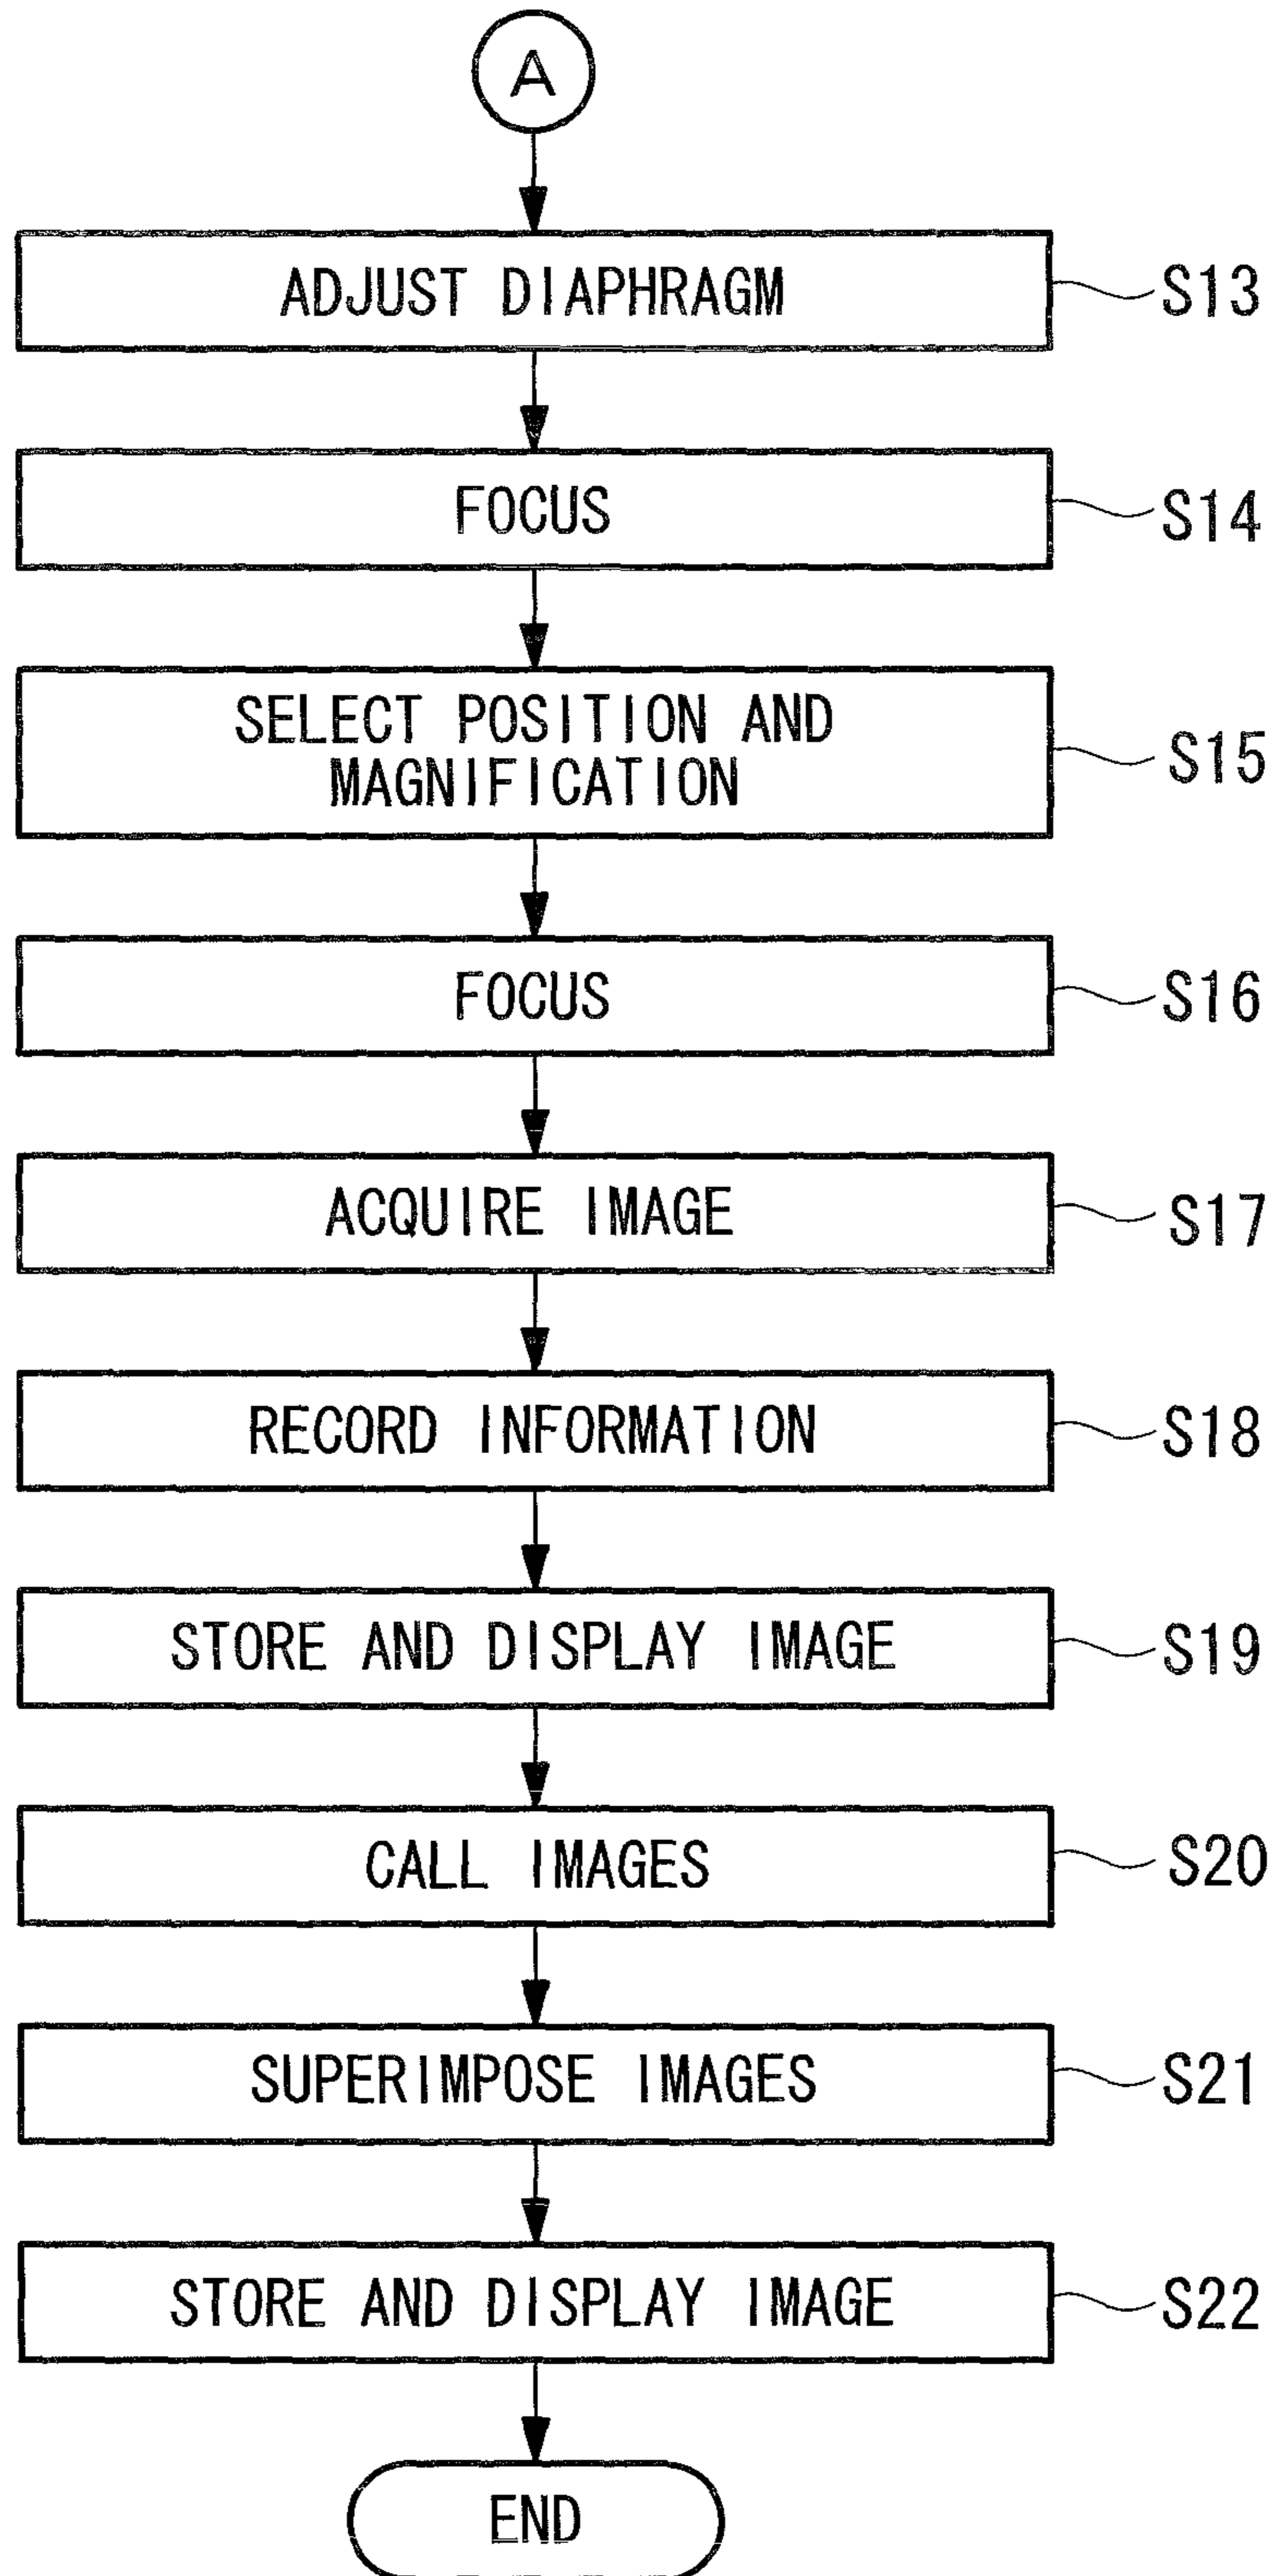 A
ADJUST DIAPHRAGM S13
FOCUS S14
SELECT POSITION AND
MAGNIFICATION S15
FOCUS S16
ACQUIRE IMAGE S17
RECORD INFORMATION S18
STORE AND DISPLAY IMAGE S19
CALL IMAGES S20
SUPERIMPOSE IMAGES S21
STORE AND DISPLAY IMAGE S22
END